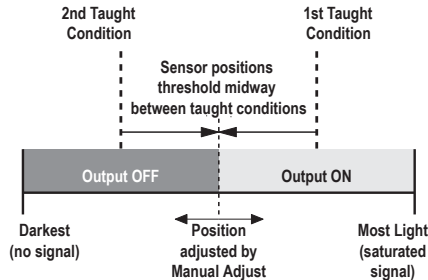 2nd Taught
Condition
1st Taught
Condition
Sensor positions
threshold midway
between taught conditions
Output OFF
Output ON
Darkest
(no signal)
Position
adjusted by
Manual Adjust
Most Light
(saturated
signal)